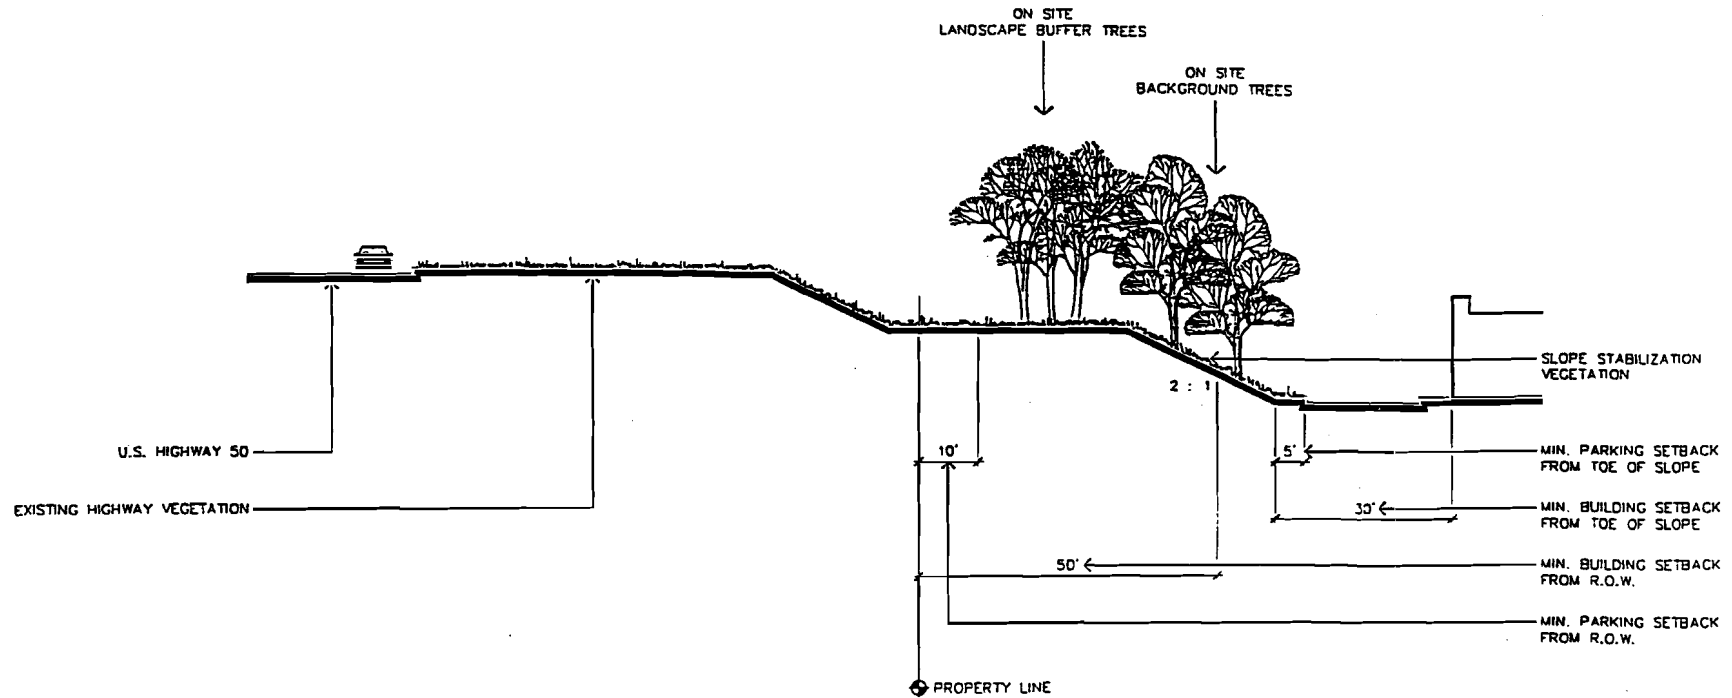 ON SITE
LANDSCAPE BUFFER TREES
ON SITE
BACKGROUND TREES
SLOPE STABILIZATION
VEGETATION
2 : 1
U.S. HIGHWAY 50
10'
5'
MIN. PARKING SETBACK
FROM TOE OF SLOPE
EXISTING HIGHWAY VEGETATION
30'
MIN. BUILDING SETBACK
FROM TOE OF SLOPE
50'
MIN. BUILDING SETBACK
FROM R.O.W.
MIN. PARKING SETBACK
FROM R.O.W.
PROPERTY LINE